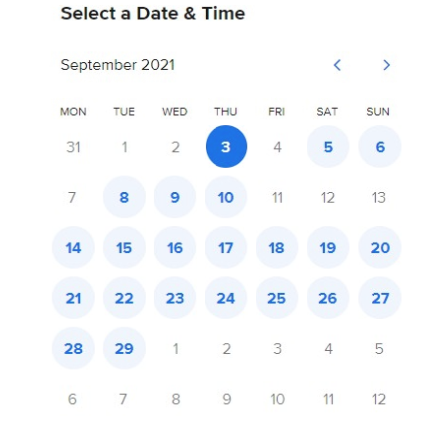 Select a Date & Time
September 2021
MON TUE WED THU FRI SAT SUN
31 1 2 3 4 5 6
7 8 9 10 11 12 13
14 15 16 17 18 19 20
21 22 23 24 25 26 27
28 29 1 2 3 4 5
6 7 8 9 10 11 12